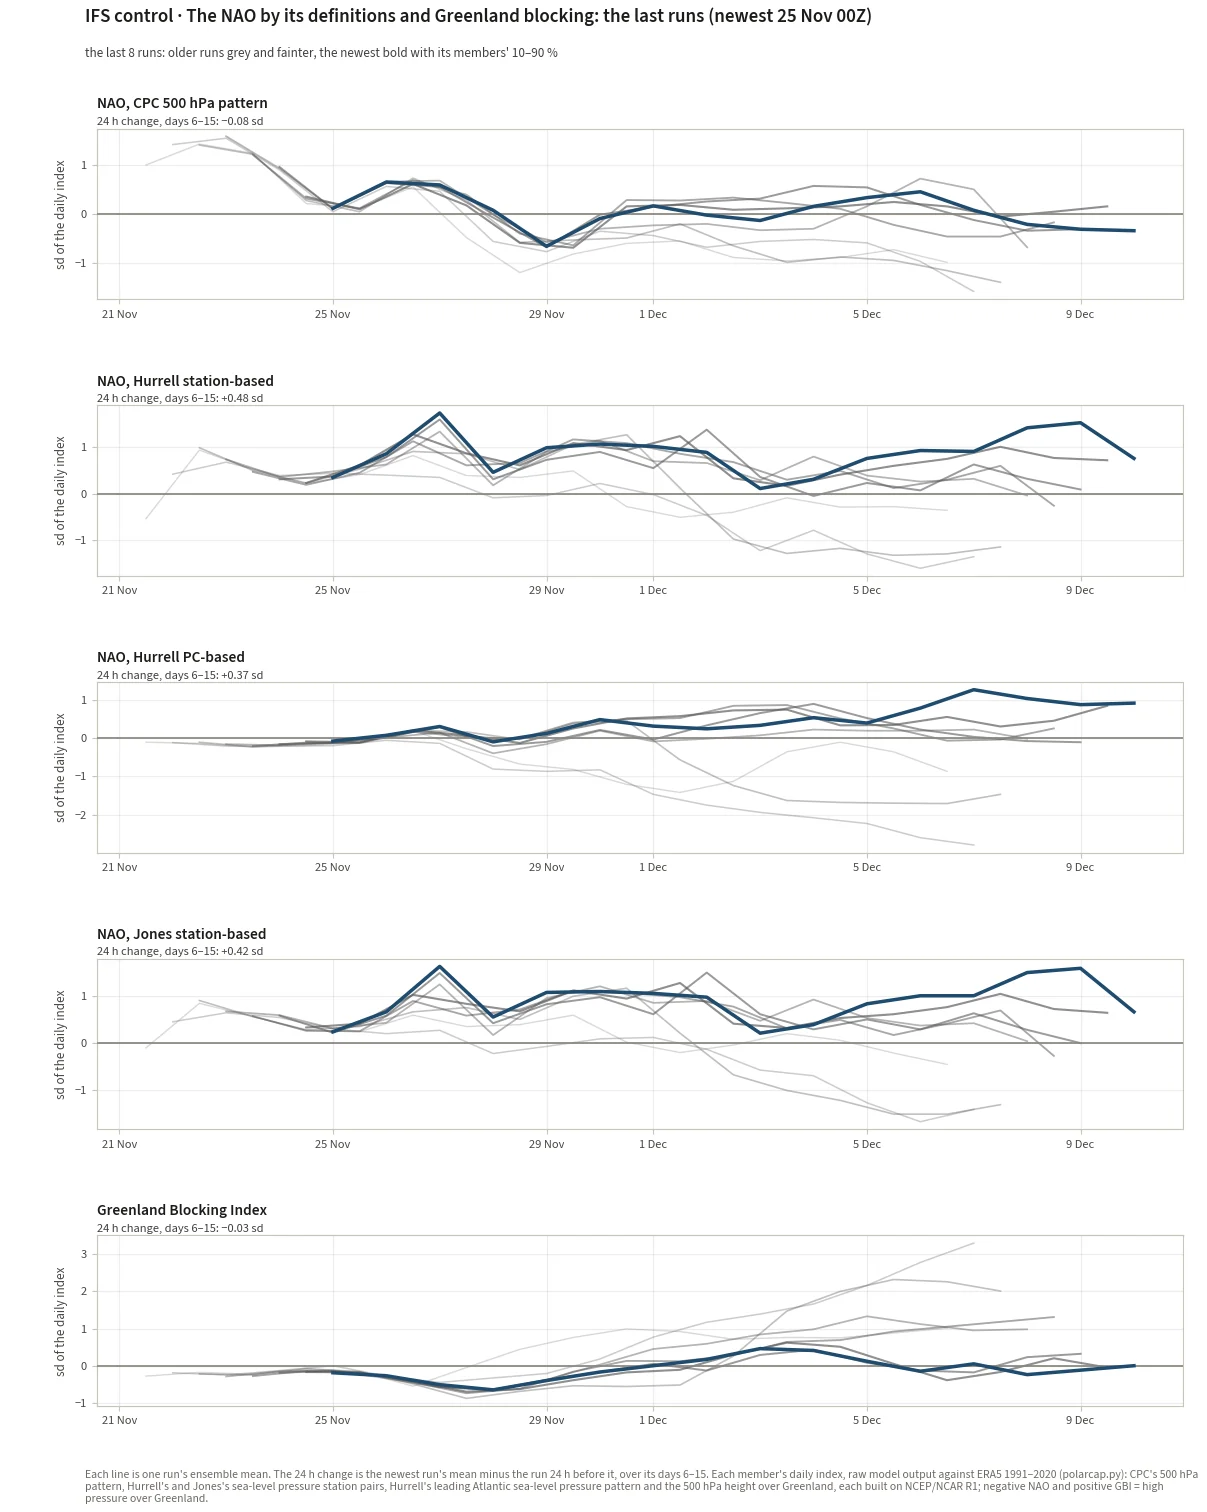 IFS control · The NAO by its definitions and Greenland blocking: the last runs (newest 25 Nov 00Z)
the last 8 runs: older runs grey and fainter, the newest bold with its members' 10–90 %
NAO, CPC 500 hPa pattern
24 h change, days 6–15: −0.08 sd
sd of the daily index
1
0
−1
21 Nov 25 Nov 29 Nov 1 Dec 5 Dec 9 Dec
NAO, Hurrell station-based
24 h change, days 6–15: +0.48 sd
sd of the daily index
1
0
−1
21 Nov 25 Nov 29 Nov 1 Dec 5 Dec 9 Dec
NAO, Hurrell PC-based
24 h change, days 6–15: +0.37 sd
sd of the daily index
1
0
−1
−2
21 Nov 25 Nov 29 Nov 1 Dec 5 Dec 9 Dec
NAO, Jones station-based
24 h change, days 6–15: +0.42 sd
sd of the daily index
1
0
−1
21 Nov 25 Nov 29 Nov 1 Dec 5 Dec 9 Dec
Greenland Blocking Index
24 h change, days 6–15: −0.03 sd
sd of the daily index
3
2
1
0
−1
21 Nov 25 Nov 29 Nov 1 Dec 5 Dec 9 Dec
Each line is one run's ensemble mean. The 24 h change is the newest run's mean minus the run 24 h before it, over its days 6–15. Each member's daily index, raw model output against ERA5 1991–2020 (polarcap.py): CPC's 500 hPa
pattern, Hurrell's and Jones's sea-level pressure station pairs, Hurrell's leading Atlantic sea-level pressure pattern and the 500 hPa height over Greenland, each built on NCEP/NCAR R1; negative NAO and positive GBI = high
pressure over Greenland.